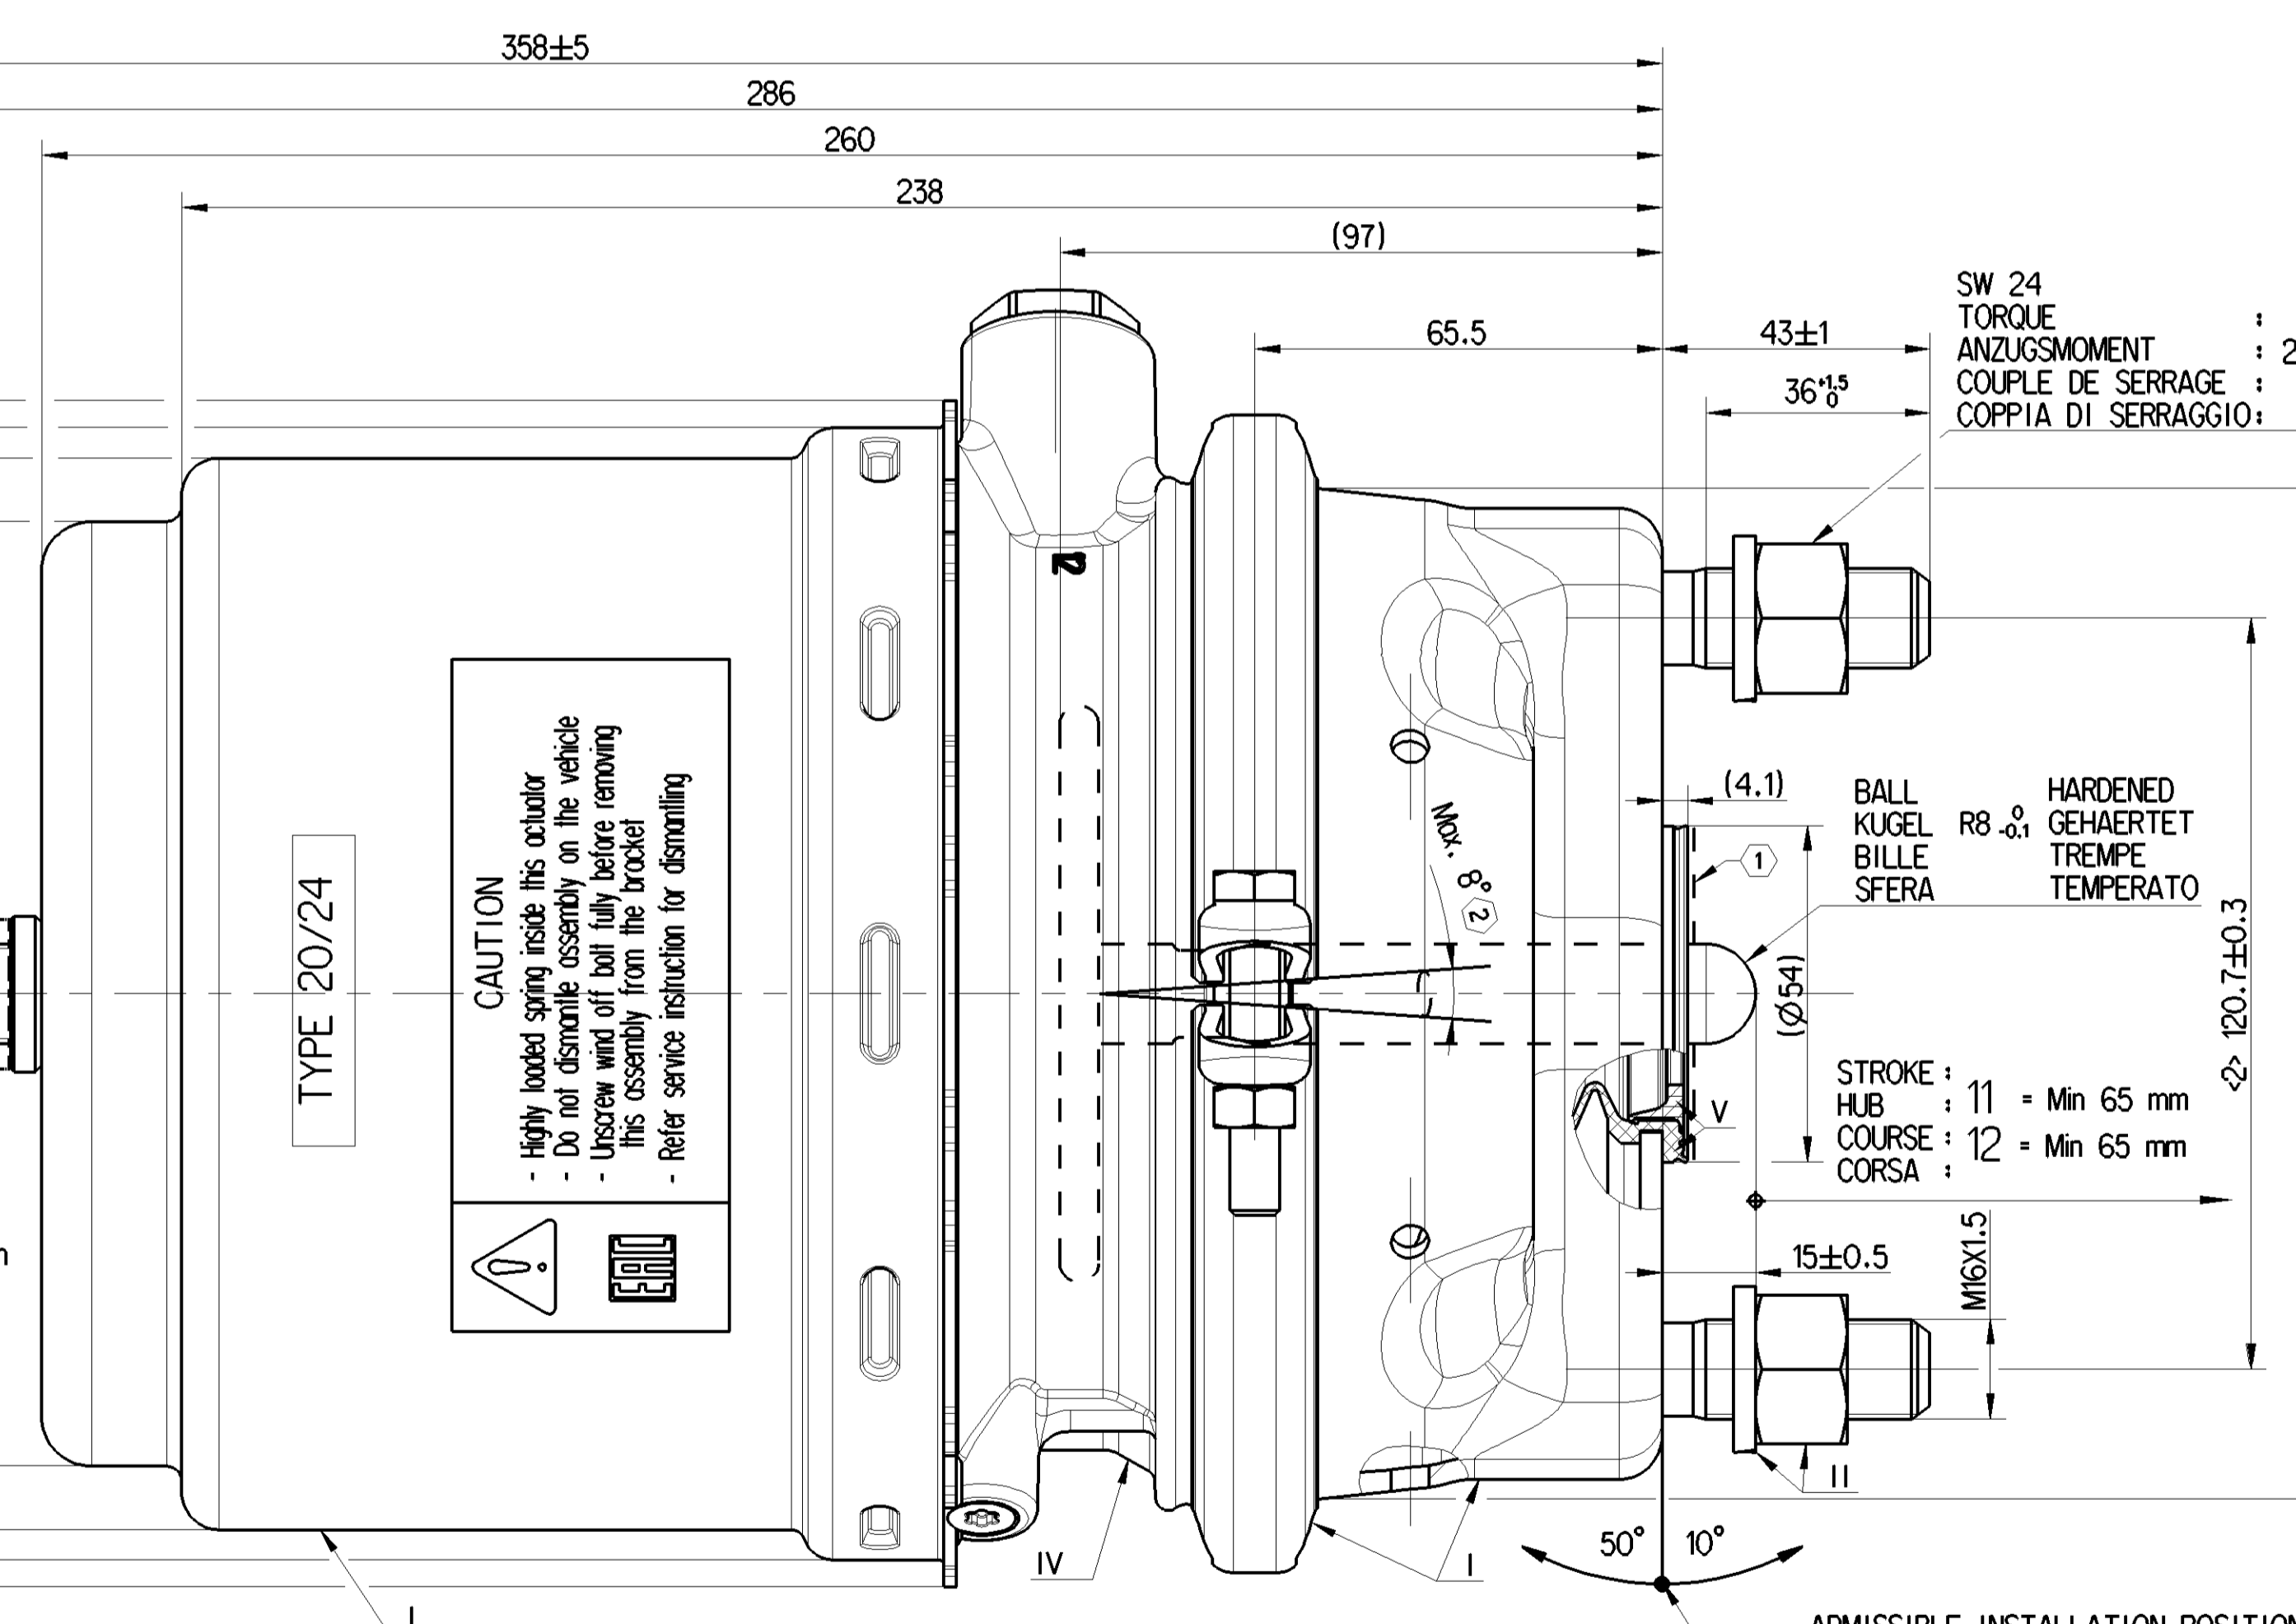 358±5
286
260
238
(97)
65.5
43±1
36 +1.5 0
SW 24
TORQUE :
ANZUGSMOMENT : 2
COUPLE DE SERRAGE :
COPPIA DI SERRAGGIO:
2
TYPE 20/24
CAUTION
- Highly loaded spring inside this actuator
- Do not dismantle assembly on the vehicle
- Unscrew wind off bolt fully before removing
this assembly from the bracket
- Refer service instruction for dismantling
EAC
Max. 8°
2
(4.1)
1
BALL HARDENED
KUGEL R8 0 -0.1 GEHAERTET
BILLE TREMPE
SFERA TEMPERATO
(Ø54)
<2> 120.7±0.3
STROKE :
HUB : 11 = Min 65 mm
COURSE : 12 = Min 65 mm
CORSA :
V
15±0.5
M16X1.5
II
I
IV
I
50° 10°
ADMISSIBLE INSTALLATION POSITION